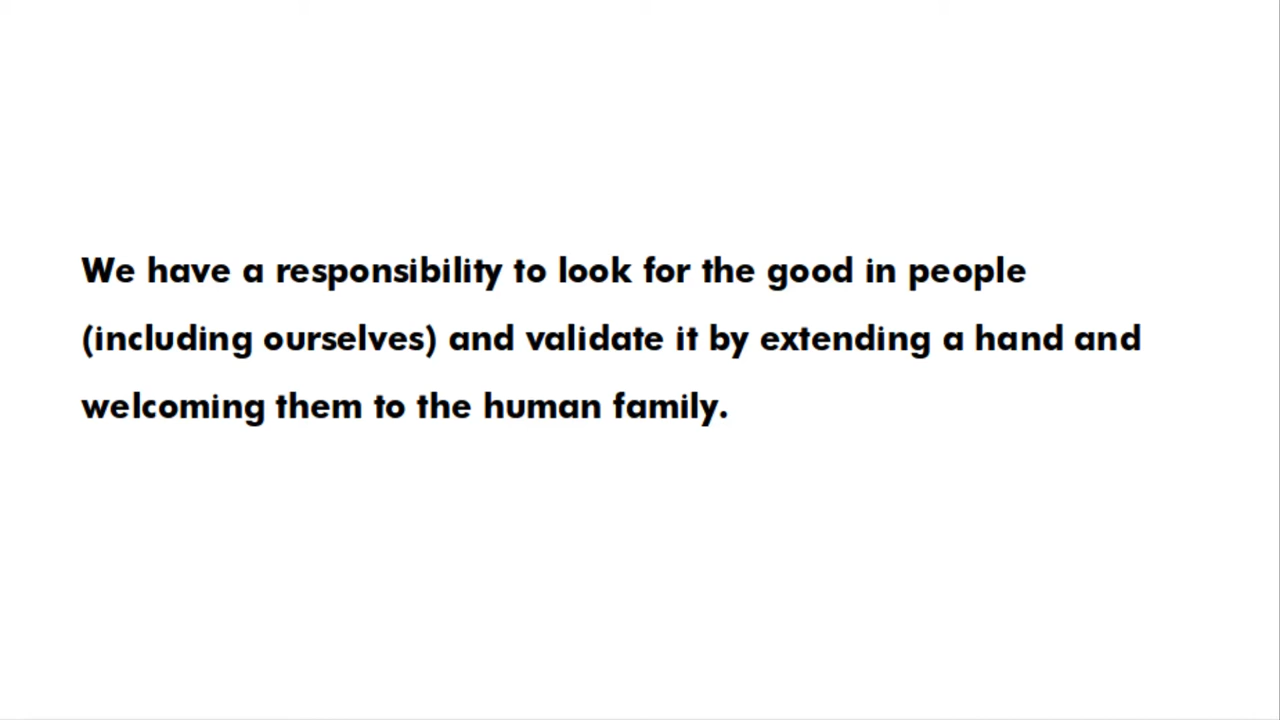 We have a responsibility to look for the good in people
(including ourselves) and validate it by extending a hand and
welcoming them to the human family.